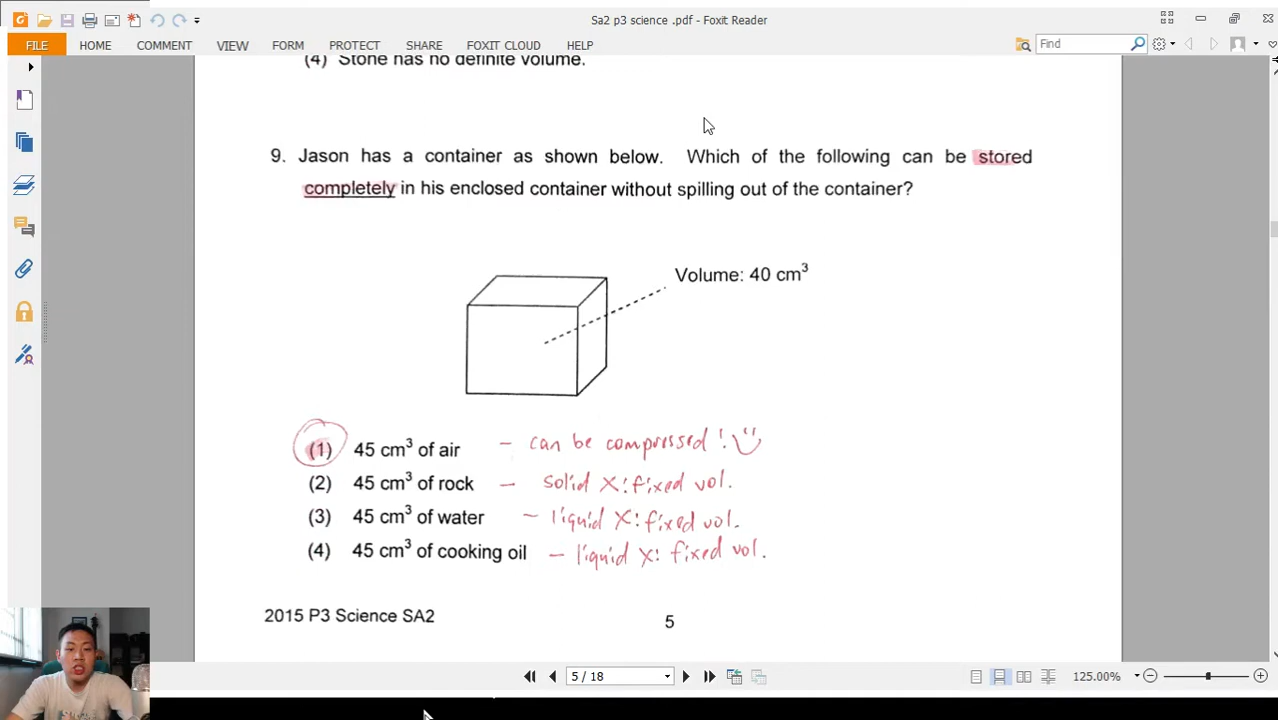 Sa2 p3 science .pdf - Foxit Reader
FILE HOME COMMENT VIEW FORM PROTECT SHARE FOXIT CLOUD HELP
Find
(4) Stone has no definite volume.
9. Jason has a container as shown below. Which of the following can be stored
completely in his enclosed container without spilling out of the container?
Volume: 40 cm³
(1) 45 cm³ of air - can be compressed!
(2) 45 cm³ of rock - solid X: fixed vol.
(3) 45 cm³ of water - liquid X: fixed vol.
(4) 45 cm³ of cooking oil - liquid X: fixed vol.
2015 P3 Science SA2
5
5 / 18
125.00%